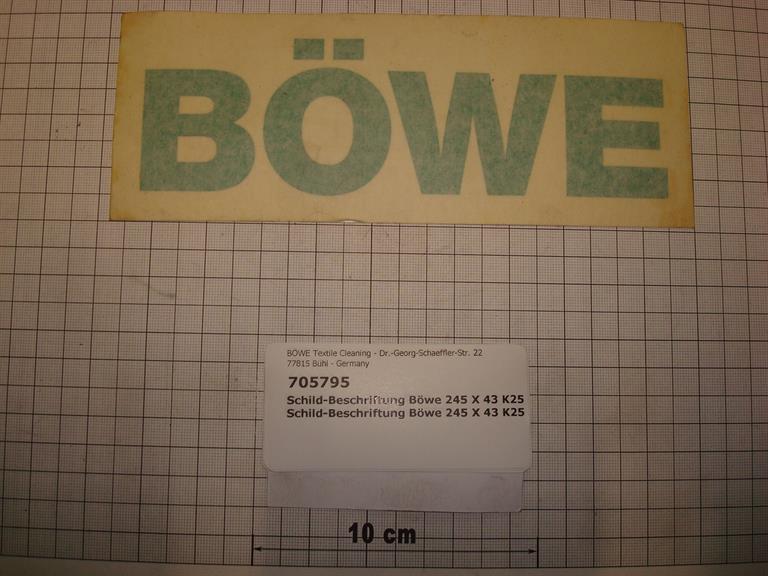 BÖWE
BÖWE Textile Cleaning - Dr.-Georg-Schaeffler-Str. 22
77815 Bühl - Germany
705795
Schild-Beschriftung Böwe 245 X 43 K25
Schild-Beschriftung Böwe 245 X 43 K25
10 cm